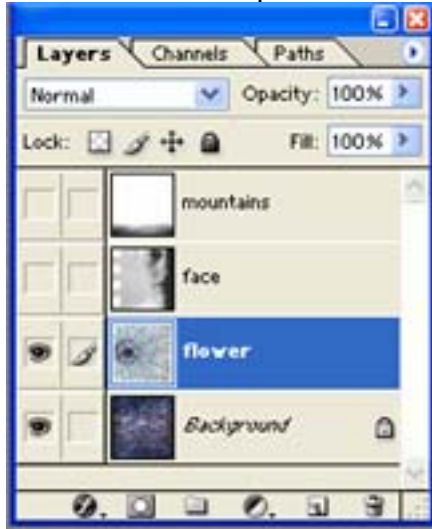 Layers Channels Paths
Normal Opacity: 100%
Lock: Fill: 100%
mountains
face
flower
Background